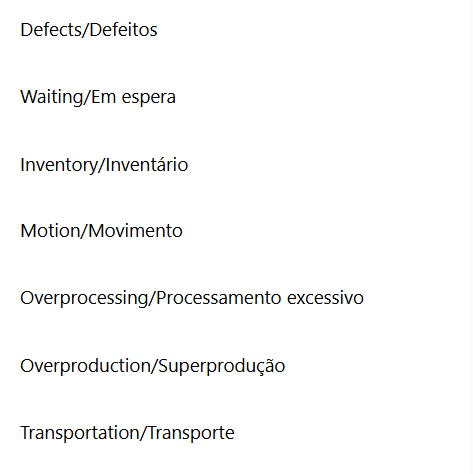 Defects/Defeitos
Waiting/Em espera
Inventory/Inventário
Motion/Movimento
Overprocessing/Processamento excessivo
Overproduction/Superprodução
Transportation/Transporte